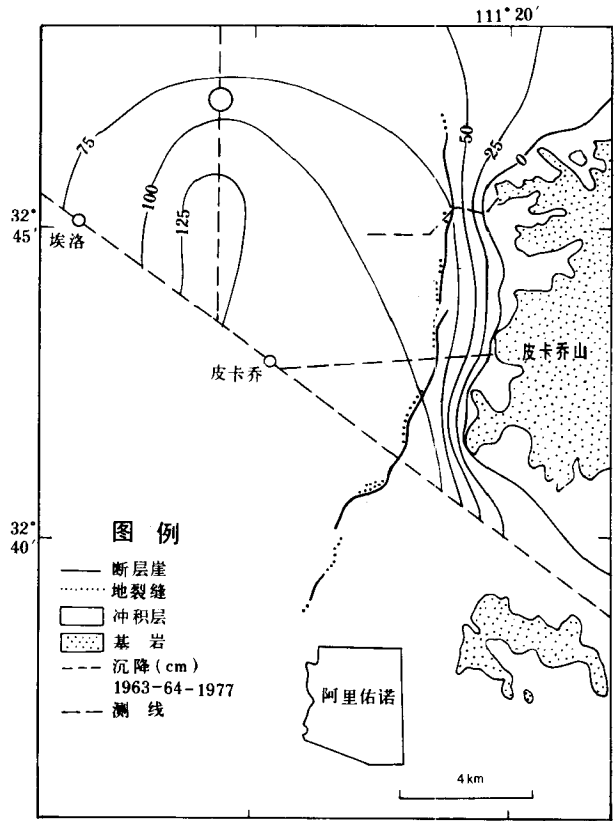 111° 20′
75
100
125
50
25
0
32°
45′
埃洛
皮卡乔
皮卡乔山
32°
40′
图 例
断层崖
地裂缝
冲积层
基 岩
沉降(cm)
1963-64-1977
测 线
阿里佑诺
4 km